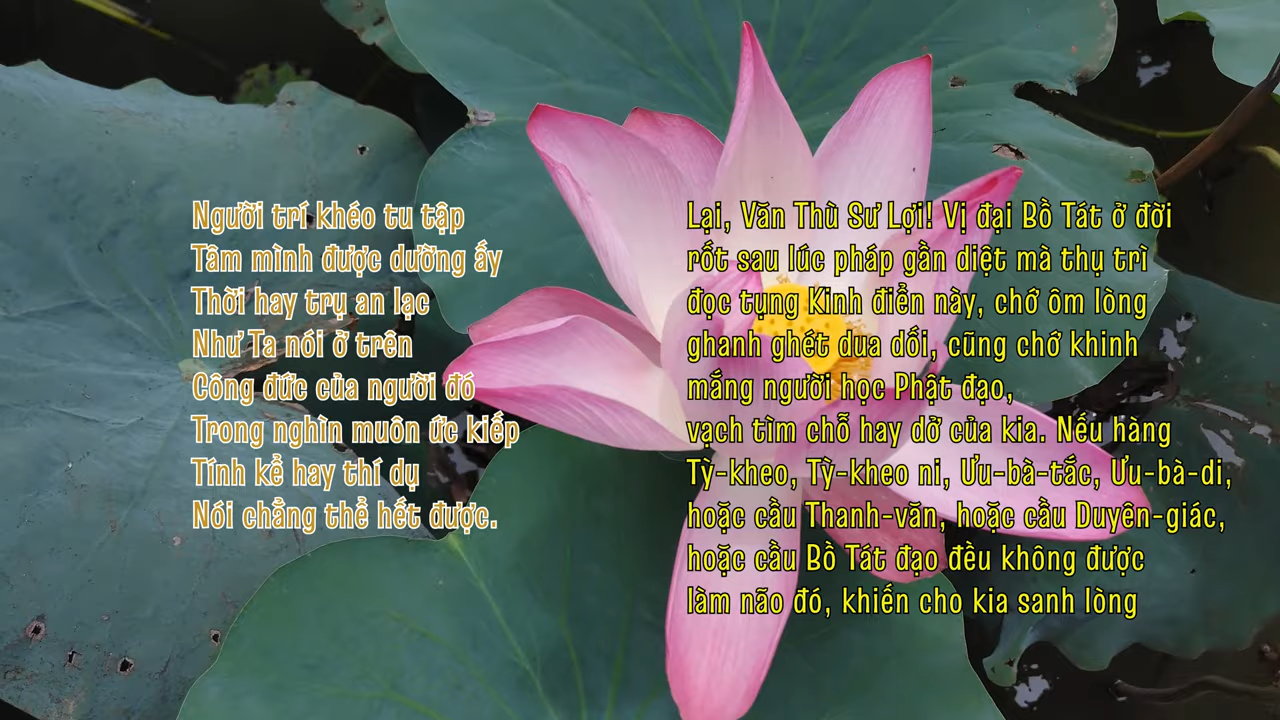 Người trí khéo tu tập
Tâm mình được dường ấy
Thời hay trụ an lạc
Như Ta nói ở trên
Công đức của người đó
Trong nghìn muôn ức kiếp
Tính kể hay thí dụ
Nói chẳng thể hết được.
Lại, Văn Thù Sư Lợi! Vị đại Bồ Tát ở đời
rốt sau lúc pháp gần diệt mà thụ trì
đọc tụng Kinh điển này, chớ ôm lòng
ghanh ghét dua dối, cũng chớ khinh
mắng người học Phật đạo,
vạch tìm chỗ hay dở của kia. Nếu hàng
Tỳ-kheo, Tỳ-kheo ni, Ưu-bà-tắc, Ưu-bà-di,
hoặc cầu Thanh-văn, hoặc cầu Duyên-giác,
hoặc cầu Bồ Tát đạo đều không được
làm não đó, khiến cho kia sanh lòng